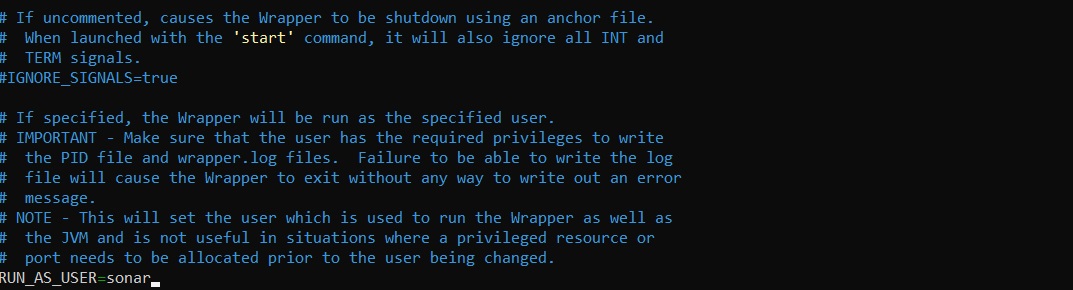 # If uncommented, causes the Wrapper to be shutdown using an anchor file.
#  When launched with the 'start' command, it will also ignore all INT and
#  TERM signals.
#IGNORE_SIGNALS=true

# If specified, the Wrapper will be run as the specified user.
# IMPORTANT - Make sure that the user has the required privileges to write
#  the PID file and wrapper.log files.  Failure to be able to write the log
#  file will cause the Wrapper to exit without any way to write out an error
#  message.
# NOTE - This will set the user which is used to run the Wrapper as well as
#  the JVM and is not useful in situations where a privileged resource or
#  port needs to be allocated prior to the user being changed.
RUN_AS_USER=sonar